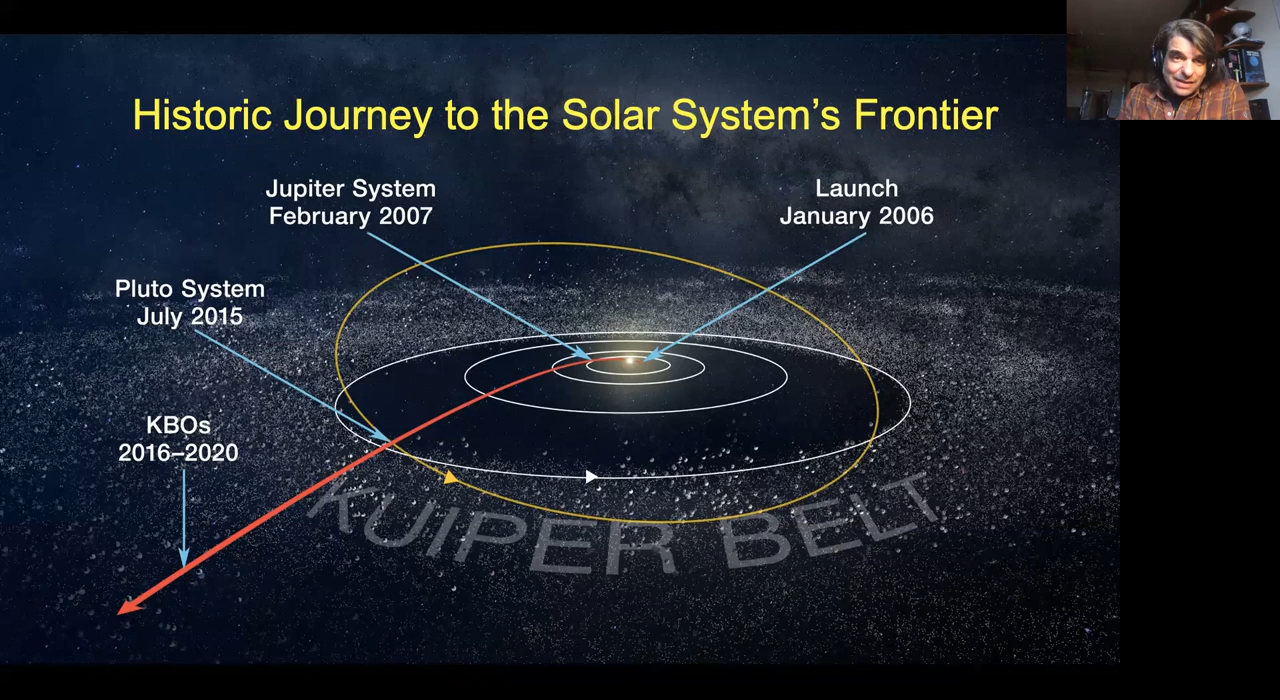 Historic Journey to the Solar System’s Frontier
Jupiter System
February 2007
Launch
January 2006
Pluto System
July 2015
KBOs
2016–2020
KUIPER BELT